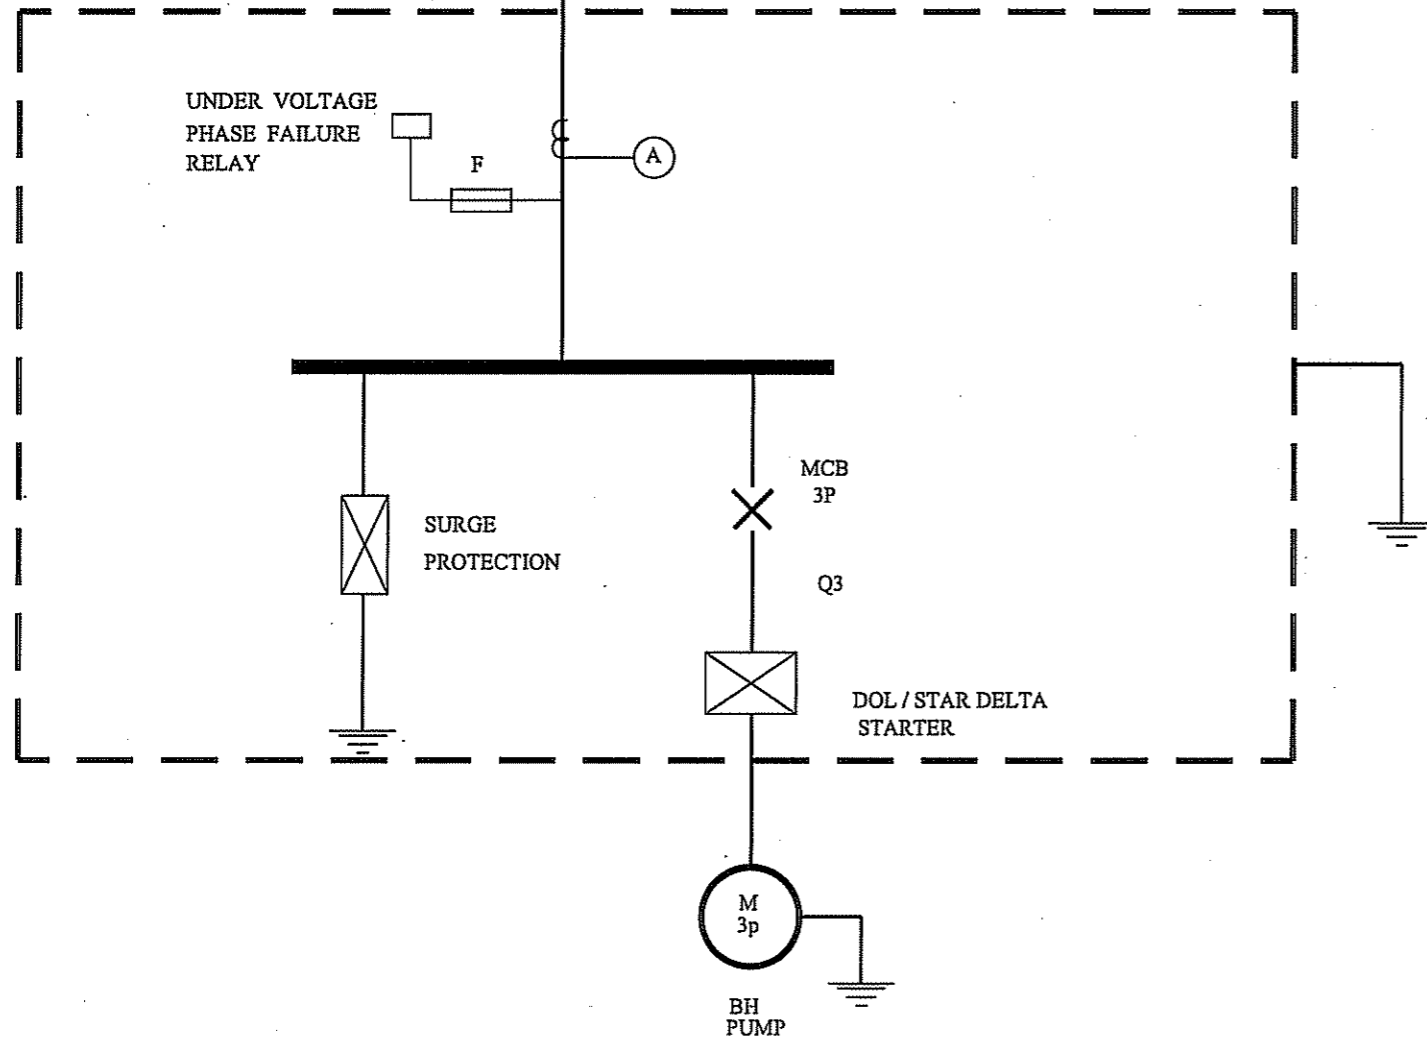 UNDER VOLTAGE
PHASE FAILURE
RELAY
F
A
MCB
3P
SURGE
PROTECTION
Q3
DOL / STAR DELTA
STARTER
M
3p
BH
PUMP